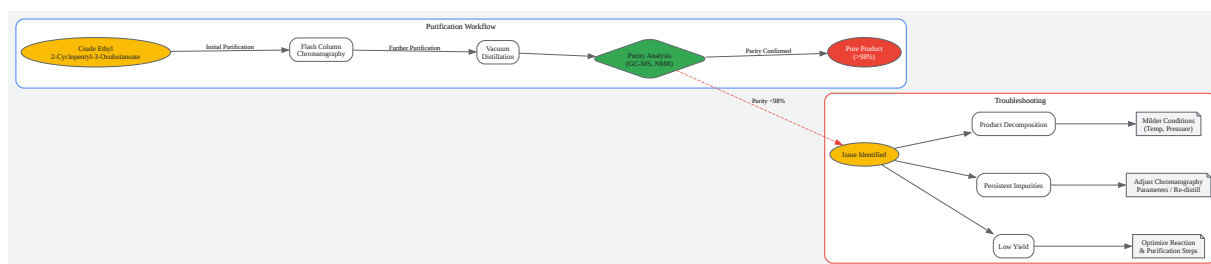 Purification Workflow
Crude Ethyl
2-Cyclopentyl-3-Oxobutanoate
Initial Purification
Flash Column
Chromatography
Further Purification
Vacuum
Distillation
Purity Analysis
(GC-MS, NMR)
Purity Confirmed
Pure Product
(>98%)
Purity <98%
Troubleshooting
Issue Identified
Product Decomposition
Milder Conditions
(Temp, Pressure)
Persistent Impurities
Adjust Chromatography
Parameters / Re-distill
Low Yield
Optimize Reaction
& Purification Steps